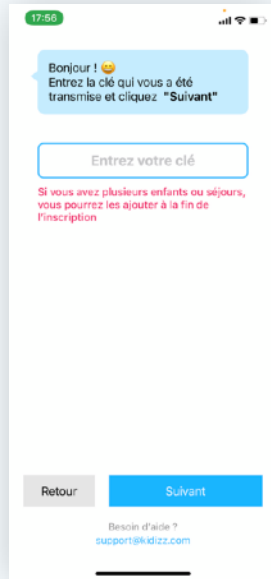 17:56
Bonjour ! 😀
Entrez la clé qui vous a été
transmise et cliquez "Suivant"
Entrez votre clé
Si vous avez plusieurs enfants ou séjours,
vous pourrez les ajouter à la fin de
l'inscription
Retour
Suivant
Besoin d'aide ?
support@kidizz.com